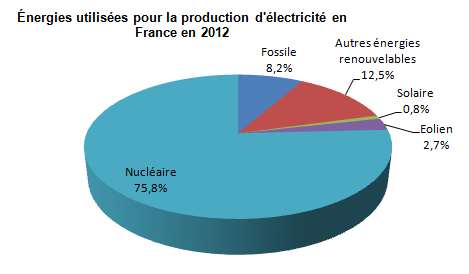 Énergies utilisées pour la production d'électricité en
France en 2012
Fossile
8,2%
Autres énergies
renouvelables
12,5%
Solaire
0,8%
Eolien
2,7%
Nucléaire
75,8%